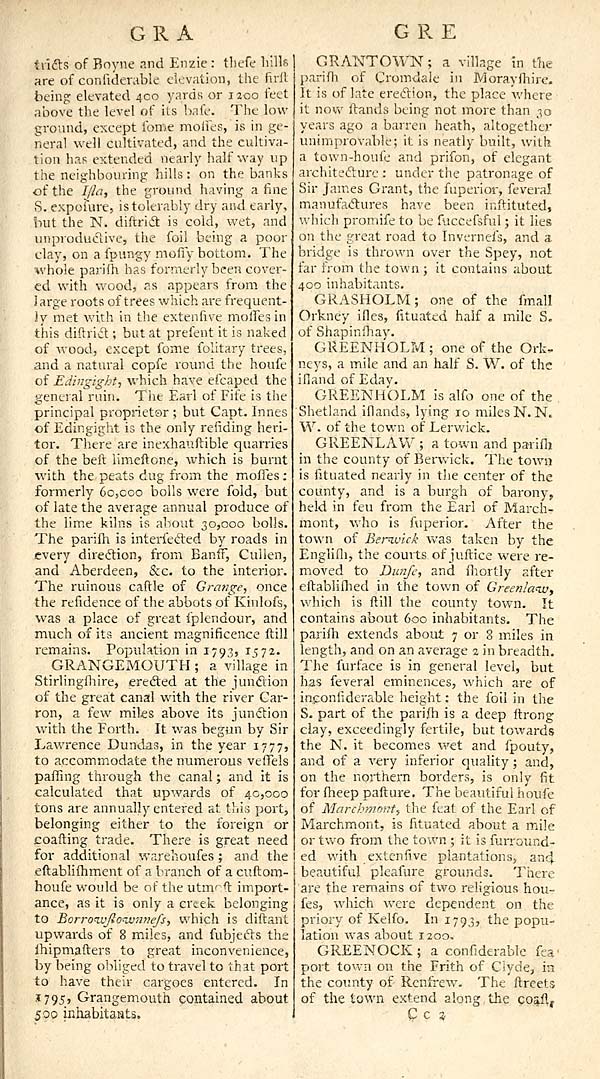 GRA
triƈts of Boyne and Enzie: theſe hills
are of conſiderable elevation, the firſt
being elevated 400 yards or 1200 feet
above the level of its baſe. The low
ground, except ſome moſſes, is in ge-
neral well cultivated, and the cultiva-
tion has extended nearly half way up
the neighbouring hills: on the banks
of the Iſla, the ground having a fine
S. expoſure, is tolerably dry and early,
but the N. diſtrict is cold, wet, and
unproductive, the ſoil being a poor
clay, on a ſpungy moſſy bottom. The
whole pariſh has formerly been cover-
ed with wood, as appears from the
large roots of trees which are frequent-
ly met with in the extenſive moſſes in
this diſtrict; but at preſent it is naked
of wood, except ſome ſolitary trees,
and a natural copſe round the houſe
of Edingight, which have eſcaped the
general ruin. The Earl of Fife is the
principal proprietor; but Capt. Innes
of Edingight is the only reſiding heri-
tor. There are inexhauſtible quarries
of the beſt limeſtone, which is burnt
with the peats dug from the moſſes:
formerly 60,000 bolls were ſold, but
of late the average annual produce of
the lime kilns is about 30,000 bolls.
The pariſh is interſected by roads in
every direction, from Banff, Cullen,
and Aberdeen, &c. to the interior.
The ruinous caſtle of Grange, once
the reſidence of the abbots of Kinloſs,
was a place of great ſplendour, and
much of its ancient magnificence ſtill
remains. Population in 1793, 1572.
GRANGEMOUTH; a village in
Stirlingſhire, erected at the junction
of the great canal with the river Car-
ron, a few miles above its junction
with the Forth. It was begun by Sir
Lawrence Dundas, in the year 1777,
to accommodate the numerous veſſels
paſſing through the canal; and it is
calculated that upwards of 40,000
tons are annually entered at this port,
belonging either to the foreign or
coaſting trade. There is great need
for additional warehouſes; and the
eſtabliſhment of a branch of a cuſtom-
houſe would be of the utmoſt import-
ance, as it is only a creek belonging
to Borrowſtownneſs, which is diſtant
upwards of 8 miles, and ſubjects the
ſhipmaſters to great inconvenience,
by being obliged to travel to that port
to have their cargoes entered. In
1795, Grangemouth contained about
500 inhabitants.
GRE
GRANTOWN; a village in the
pariſh of Cromdale in Morayſhire.
It is of late erection, the place where
it now ſtands being not more than 30
years ago a barren heath, altogether
unimprovable; it is neatly built, with
a town-houſe and priſon, of elegant
architecture: under the patronage of
Sir James Grant, the ſuperior, ſeveral
manufactures have been inſtituted,
which promiſe to be ſucceſsful; it lies
on the great road to Inverneſs, and a
bridge is thrown over the Spey, not
far from the town; it contains about
400 inhabitants.
GRASHOLM; one of the ſmall
Orkney iſles, ſituated half a mile S.
of Shapinſhay.
GREENHOLM; one of the Ork-
neys, a mile and an half S. W. of the
iſland of Eday.
GREENHOLM is alſo one of the
Shetland iſlands, lying 10 miles N. N.
W. of the town of Lerwick.
GREENLAW; a town and pariſh
in the county of Berwick. The town
is ſituated nearly in the center of the
county, and is a burgh of barony,
held in feu from the Earl of March-
mont, who is ſuperior. After the
town of Berwick was taken by the
Engliſh, the courts of juſtice were re-
moved to Dunſe, and ſhortly after
eſtabliſhed in the town of Greenlaw,
which is ſtill the county town. It
contains about 600 inhabitants. The
pariſh extends about 7 or 8 miles in
length, and on an average 2 in breadth.
The ſurface is in general level, but
has ſeveral eminences, which are of
inconſiderable height: the ſoil in the
S. part of the pariſh is a deep ſtrong
clay, exceedingly fertile, but towards
the N. it becomes wet and ſpouty,
and of a very inferior quality; and,
on the northern borders, is only fit
for ſheep paſture. The beautiful houſe
of Marchmont, the ſeat of the Earl of
Marchmont, is ſituated about a mile
or two from the town; it is ſurround-
ed with extenſive plantations, and
beautiful pleaſure grounds. There
are the remains of two religious hou-
ſes, which were dependent on the
priory of Kelſo. In 1793, the popu-
lation was about 1200.
GREENOCK; a conſiderable ſea
port town on the Frith of Clyde, in
the county of Renfrew. The ſtreets
of the town extend along the coaſt,
C c 2